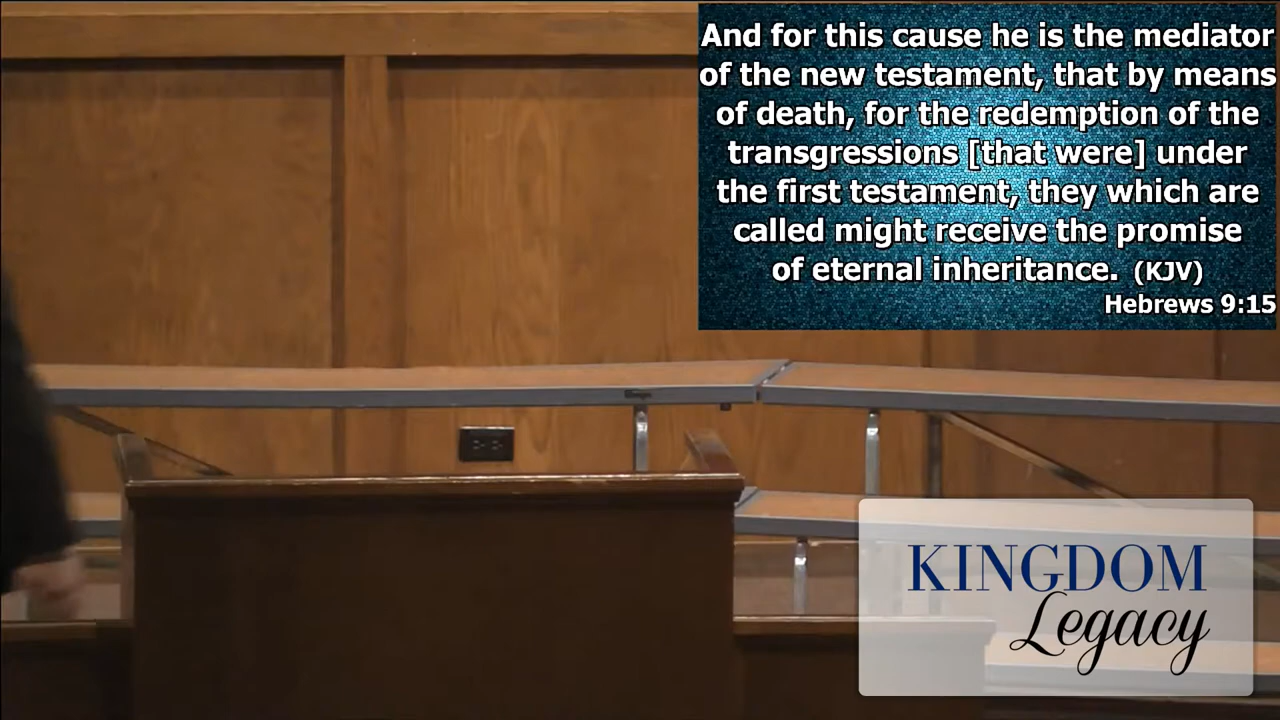 And for this cause he is the mediator
of the new testament, that by means
of death, for the redemption of the
transgressions [that were] under
the first testament, they which are
called might receive the promise
of eternal inheritance. (KJV)
Hebrews 9:15
KINGDOM
Legacy